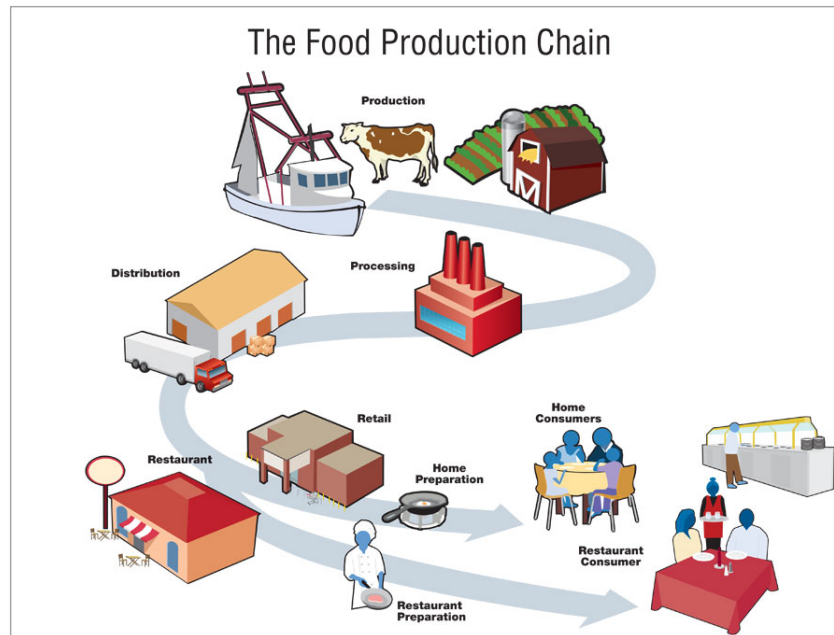 The Food Production Chain
Production
Distribution
Processing
Retail
Restaurant
Home
Preparation
Home
Consumers
Restaurant
Consumer
Restaurant Preparation